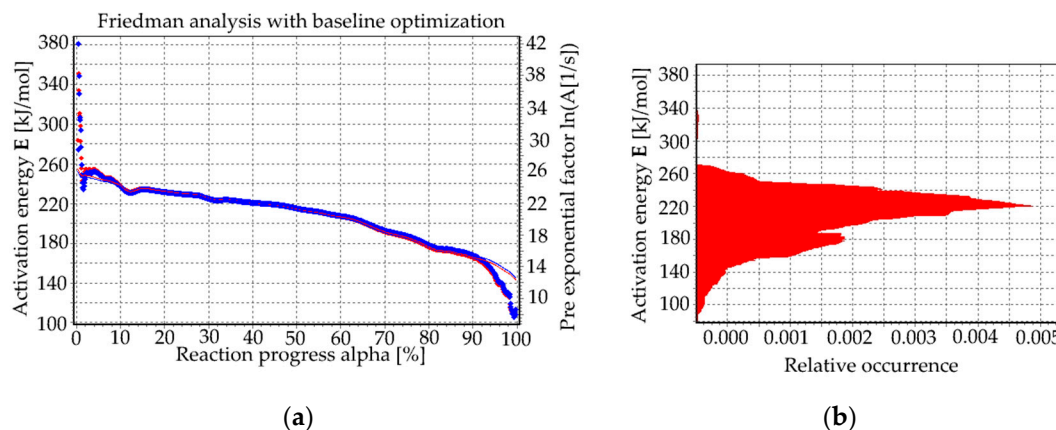 Friedman analysis with baseline optimization
Activation energy E [kJ/mol]
380
340
300
260
220
180
140
100
42
38
34
30
26
22
18
14
10
Pre exponential factor ln(A[1/s])
0 10 20 30 40 50 60 70 80 90 100
Reaction progress alpha [%]
(a)
Activation energy E [kJ/mol]
380
340
300
260
220
180
140
100
0.000 0.001 0.002 0.003 0.004 0.005
Relative occurrence
(b)